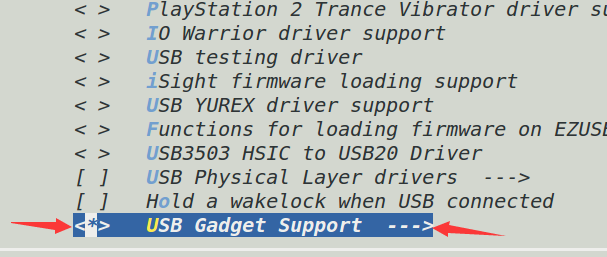 < > PlayStation 2 Trance Vibrator driver su
< > IO Warrior driver support
< > USB testing driver
< > iSight firmware loading support
< > USB YUREX driver support
< > Functions for loading firmware on EZUSB
< > USB3503 HSIC to USB20 Driver
[ ] USB Physical Layer drivers --->
[ ] Hold a wakelock when USB connected
<*> USB Gadget Support --->